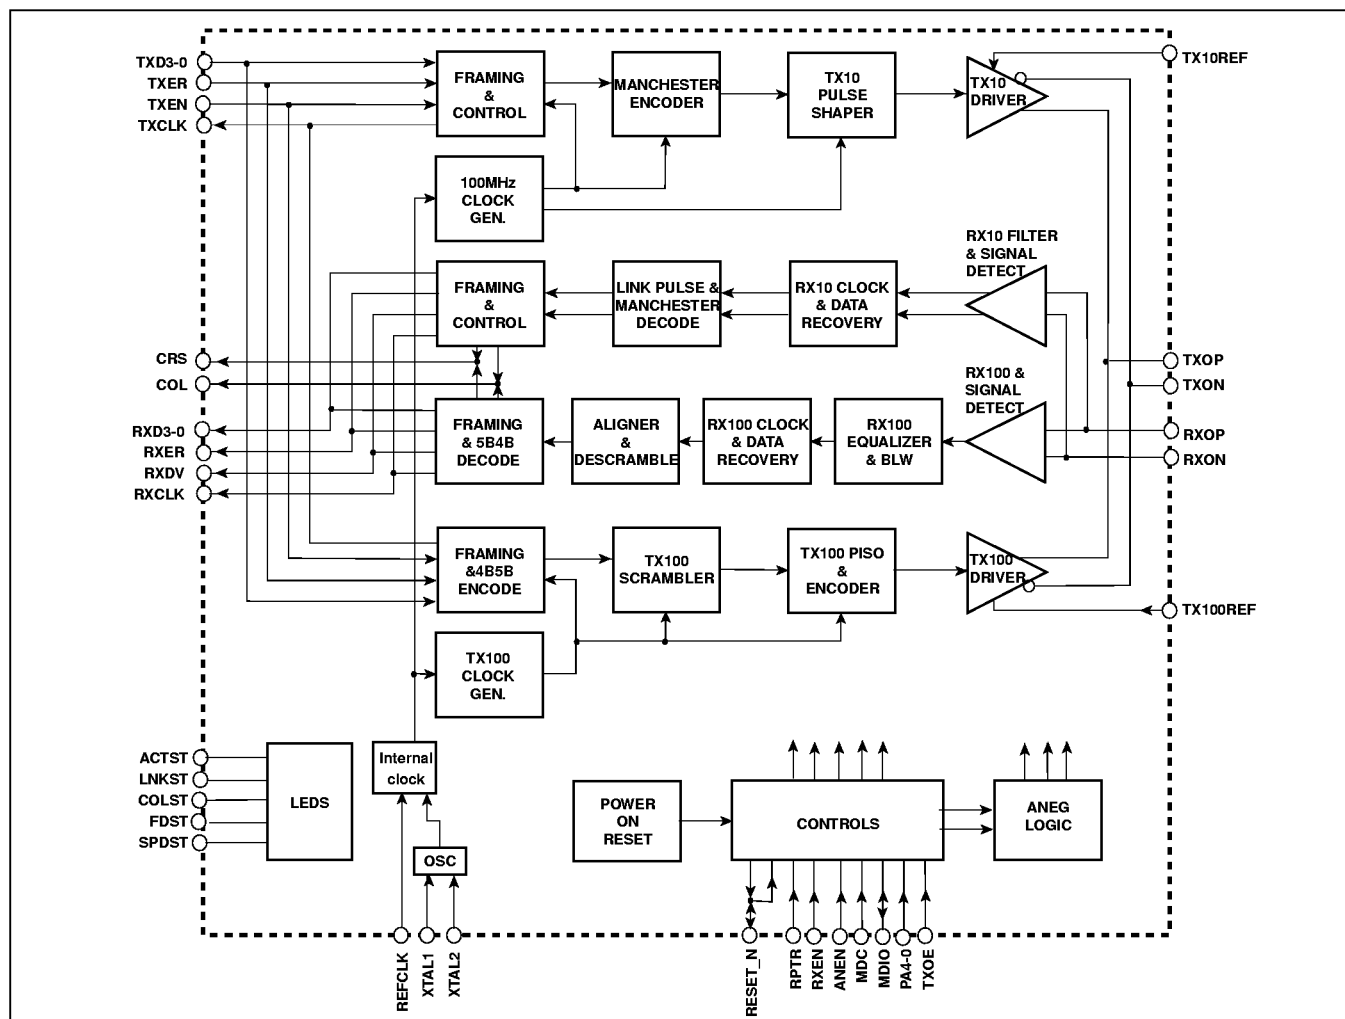 TXD3-0
TXER
TXEN
TXCLK
FRAMING
&
CONTROL
MANCHESTER
ENCODER
TX10
PULSE
SHAPER
TX10
DRIVER
TX10REF
100MHz
CLOCK
GEN.
RX10 FILTER
& SIGNAL
DETECT
FRAMING
&
CONTROL
LINK PULSE &
MANCHESTER
DECODE
RX10 CLOCK
& DATA
RECOVERY
CRS
COL
TXOP
TXON
RX100 &
SIGNAL
DETECT
RXD3-0
RXER
RXDV
RXCLK
FRAMING
& 5B4B
DECODE
ALIGNER
&
DESCRAMBLE
RX100 CLOCK
& DATA
RECOVERY
RX100
EQUALIZER
& BLW
RXOP
RXON
FRAMING
&4B5B
ENCODE
TX100
SCRAMBLER
TX100 PISO
&
ENCODER
TX100
DRIVER
TX100REF
TX100
CLOCK
GEN.
ACTST
LNKST
COLST
FDST
SPDST
LEDS
Internal
clock
OSC
POWER
ON
RESET
CONTROLS
ANEG
LOGIC
REFCLK
XTAL1
XTAL2
RESET_N
RPTR
RXEN
ANEN
MDC
MDIO
PA4-0
TXOE